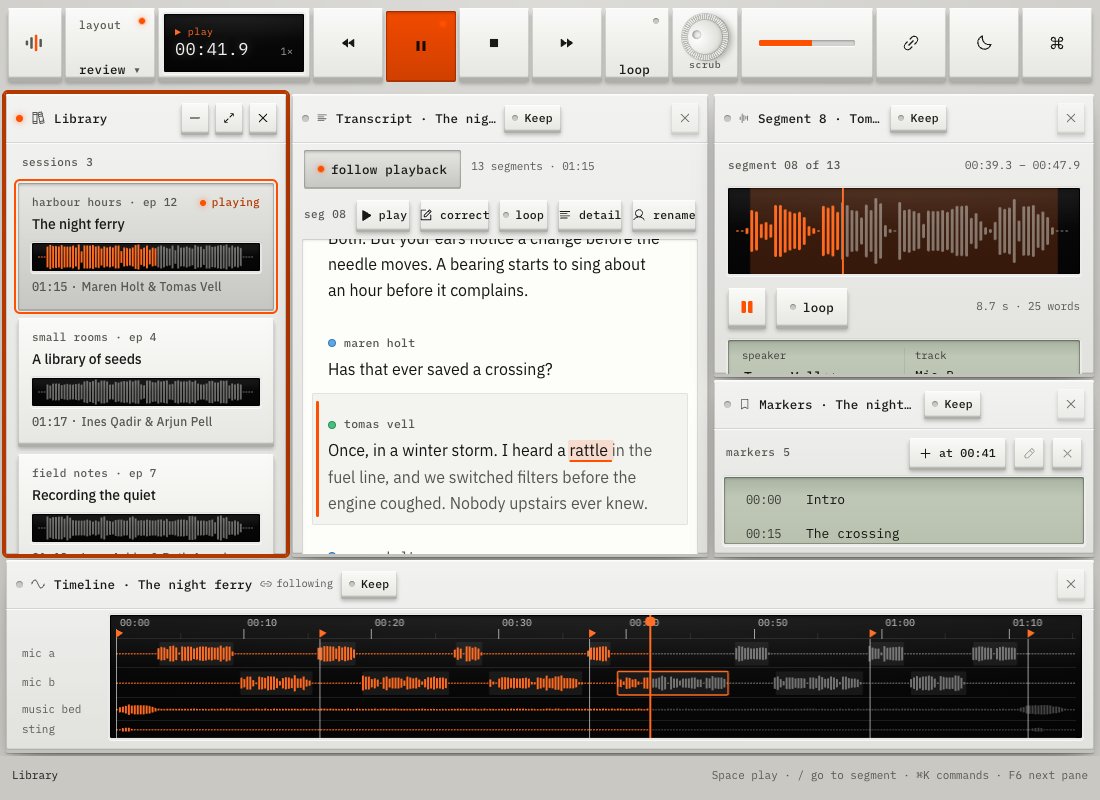 layout
review ▾
▶ play
00:41.9 1×
loop
scrub
⌘
Library
sessions 3
harbour hours · ep 12 playing
The night ferry
01:15 · Maren Holt & Tomas Vell
small rooms · ep 4
A library of seeds
01:17 · Ines Qadir & Arjun Pell
field notes · ep 7
Recording the quiet
Transcript · The nig… Keep
follow playback 13 segments · 01:15
seg 08 play correct loop detail rename
Both. But your ears notice a change before the
needle moves. A bearing starts to sing about
an hour before it complains.
maren holt
Has that ever saved a crossing?
tomas vell
Once, in a winter storm. I heard a rattle in the
fuel line, and we switched filters before the
engine coughed. Nobody upstairs ever knew.
Segment 8 · Tom… Keep
segment 08 of 13 00:39.3 – 00:47.9
loop 8.7 s · 25 words
speaker track
Markers · The night… Keep
markers 5 + at 00:41
00:00 Intro
00:15 The crossing
Timeline · The night ferry following Keep
00:00 00:10 00:20 00:30 00:50 01:00 01:10
mic a
mic b
music bed
sting
Library Space play · / go to segment · ⌘K commands · F6 next pane